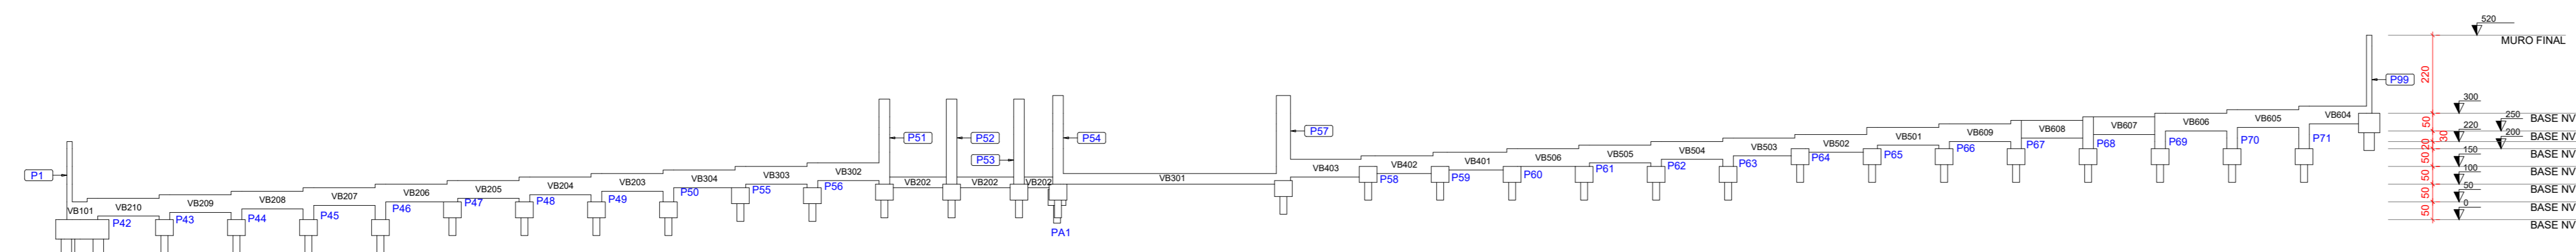 520
MURO FINAL
P99
220
300
250
BASE NV
50
220
200
BASE NV
30
20
150
BASE NV
50
100
BASE NV
50
50
BASE NV
50
0
BASE NV
BASE NV
P1
VB101
P42
VB210
P43
VB209
P44
VB208
P45
VB207
P46
VB206
P47
VB205
P48
VB204
P49
VB203
P50
VB304
P55
VB303
P56
VB302
P51
VB202
P52
VB202
P53
VB202
P54
PA1
VB301
P57
VB403
P58
VB402
P59
VB401
P60
VB506
P61
VB505
P62
VB504
P63
VB503
P64
VB502
P65
VB501
P66
VB609
P67
VB608
P68
VB607
P69
VB606
P70
VB605
P71
VB604